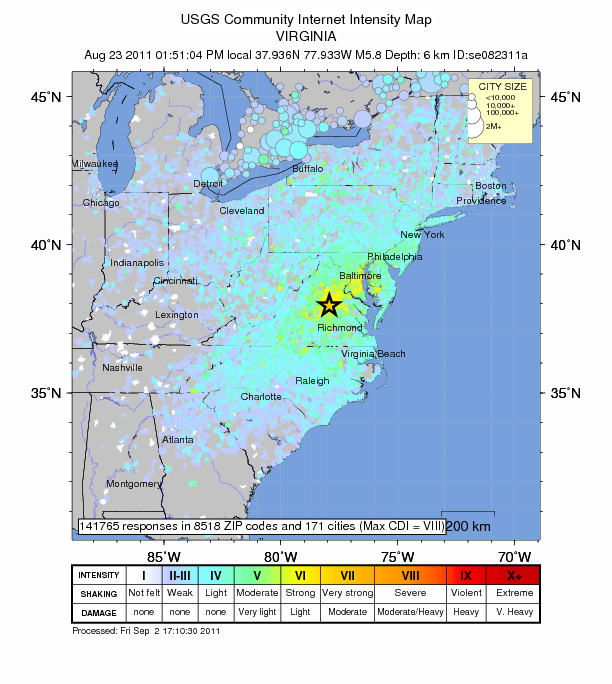 USGS Community Internet Intensity Map
VIRGINIA
Aug 23 2011 01:51:04 PM local 37.936N 77.933W M5.8 Depth: 6 km ID:se082311a
CITY SIZE
<10,000
10,000+
100,000+
2M+
45°N
45°N
Milwaukee
Buffalo
Detroit
Boston
Chicago
Providence
Cleveland
New York
40°N
40°N
Philadelphia
Indianapolis
Baltimore
Cincinnati
Lexington
Richmond
Virginia Beach
Nashville
Raligh
35°N
35°N
Charlotte
Atlanta
Montgomery
141765 responses in 8518 ZIP codes and 171 cities (Max CDI = VIII)
200 km
85°W 80°W 75°W 70°W
INTENSITY I II-III IV V VI VII VIII IX X+
SHAKING Not felt Weak Light Moderate Strong Very strong Severe Violent Extreme
DAMAGE none none none Very light Light Moderate Moderate/Heavy Heavy V. Heavy
Processed: Fri Sep 2 17:10:30 2011